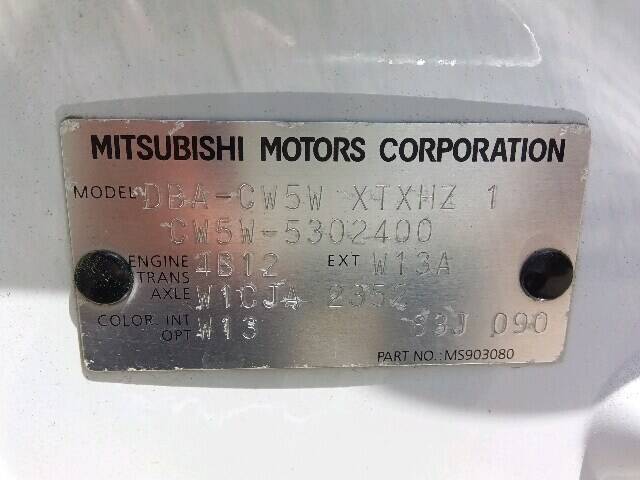 MITSUBISHI MOTORS CORPORATION
MODEL DBA-CW5W XTXHZ 1
CW5W-5302400
ENGINE 4B12 EXT W13A
TRANS
AXLE W1CJA 2352
COLOR. INT
OPT W13 83J 090
PART NO.: MS903080